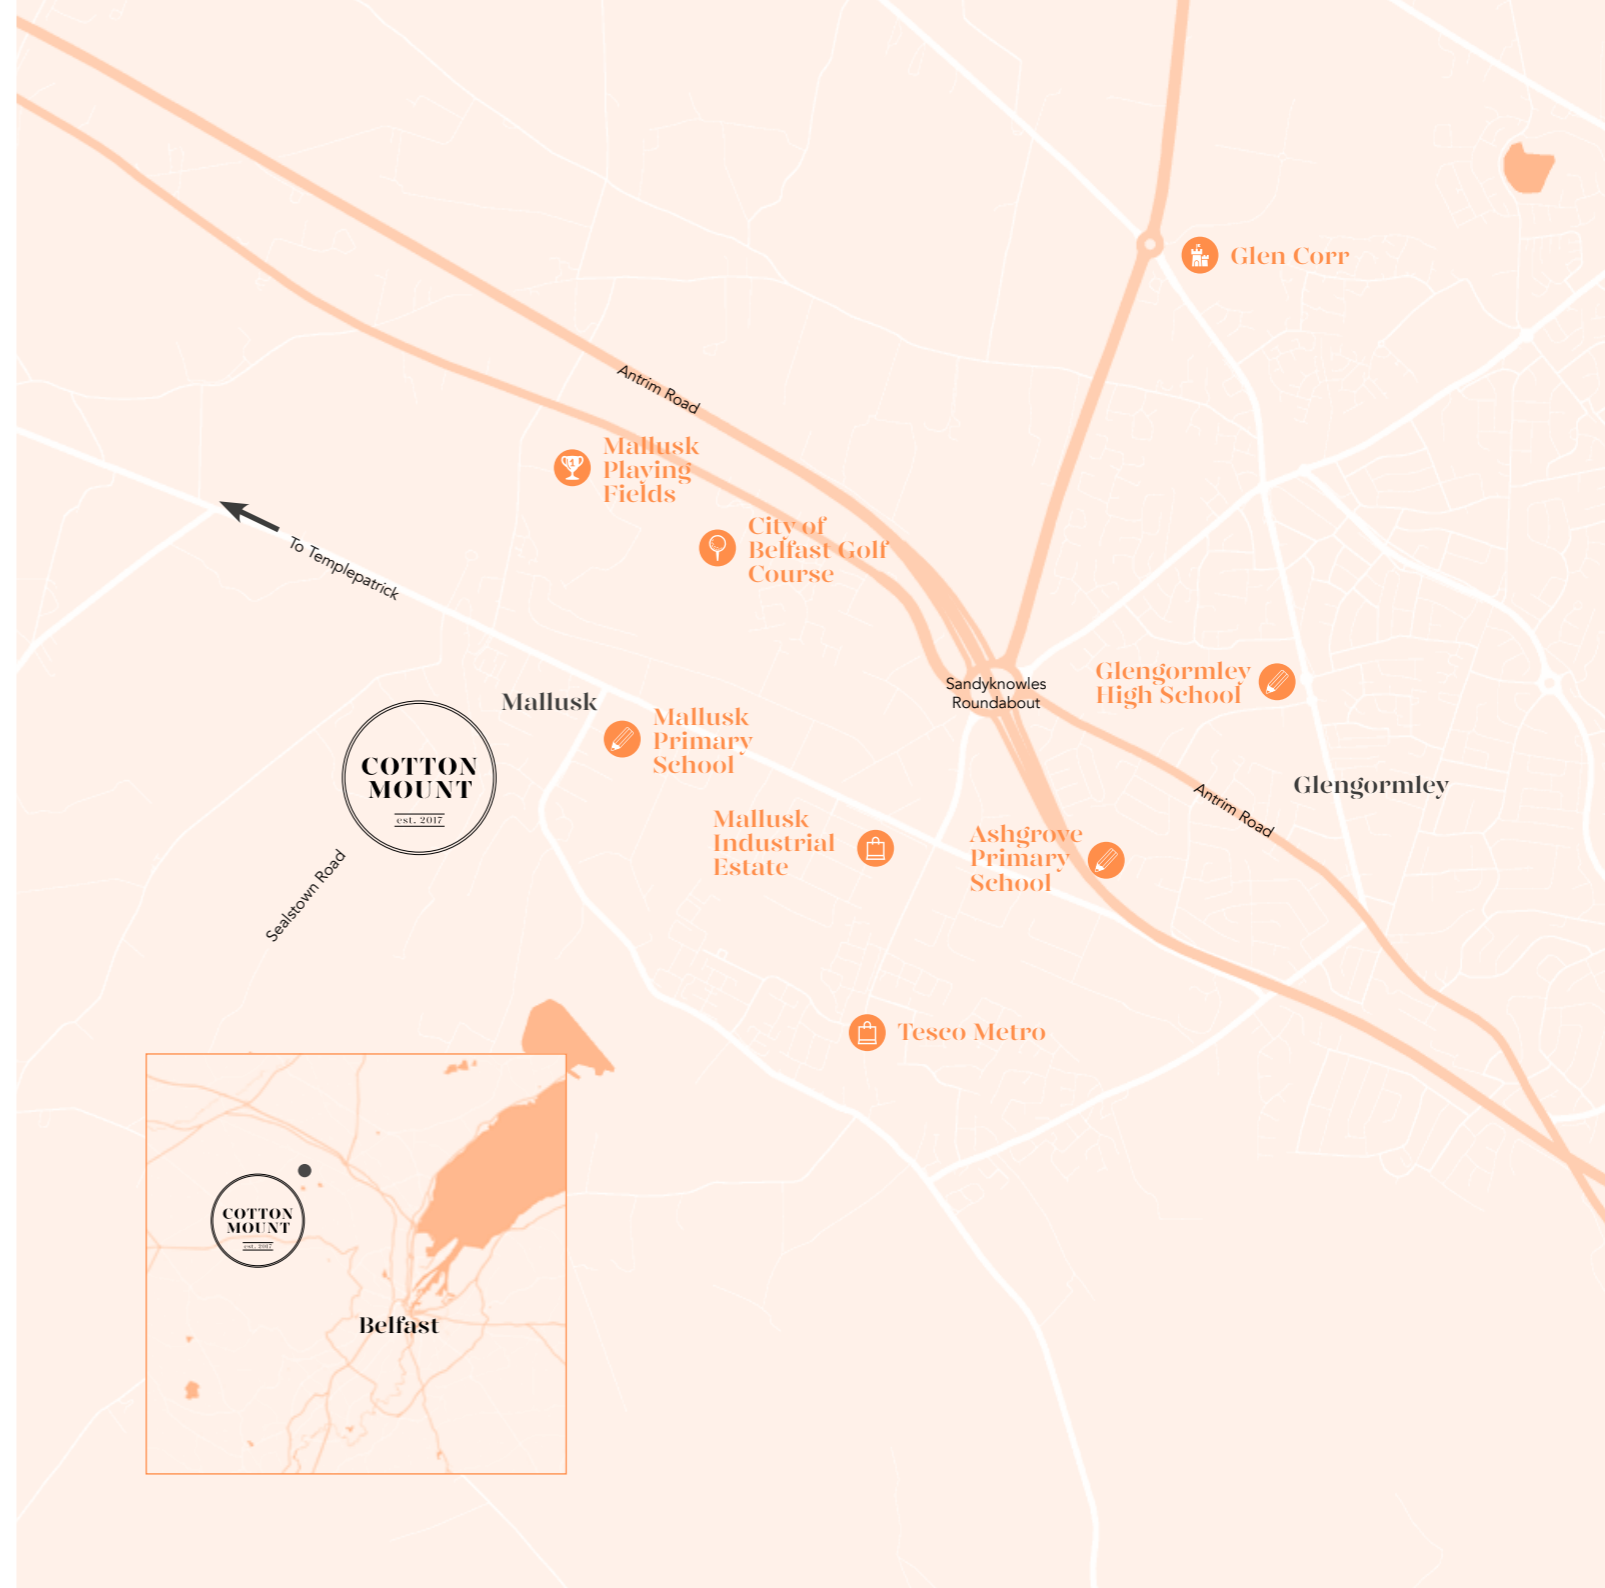 Glen Corr
Antrim Road
Mallusk
Playing
Fields
City of
Belfast Golf
Course
To Templepatrick
Sandyknowles
Roundabout
Glengormley
High School
Mallusk
Mallusk
Primary
School
COTTON
MOUNT
est. 2017
Glengormley
Antrim Road
Mallusk
Industrial
Estate
Ashgrove
Primary
School
Sealstown Road
Tesco Metro
COTTON
MOUNT
est. 2017
Belfast